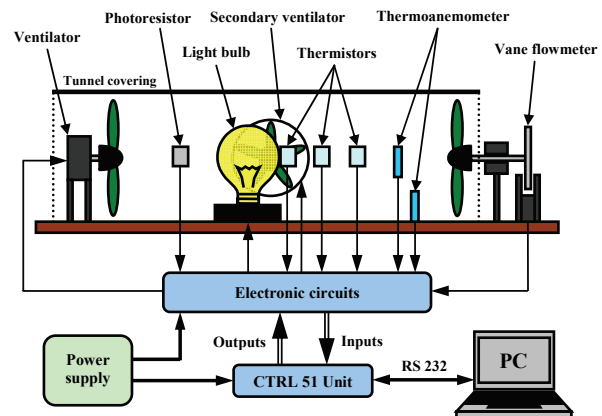 Photoresistor
Secondary ventilator
Thermoanemometer
Ventilator
Light bulb
Thermistors
Vane flowmeter
Tunnel covering
Electronic circuits
Outputs
Inputs
Power
supply
CTRL 51 Unit
RS 232
PC